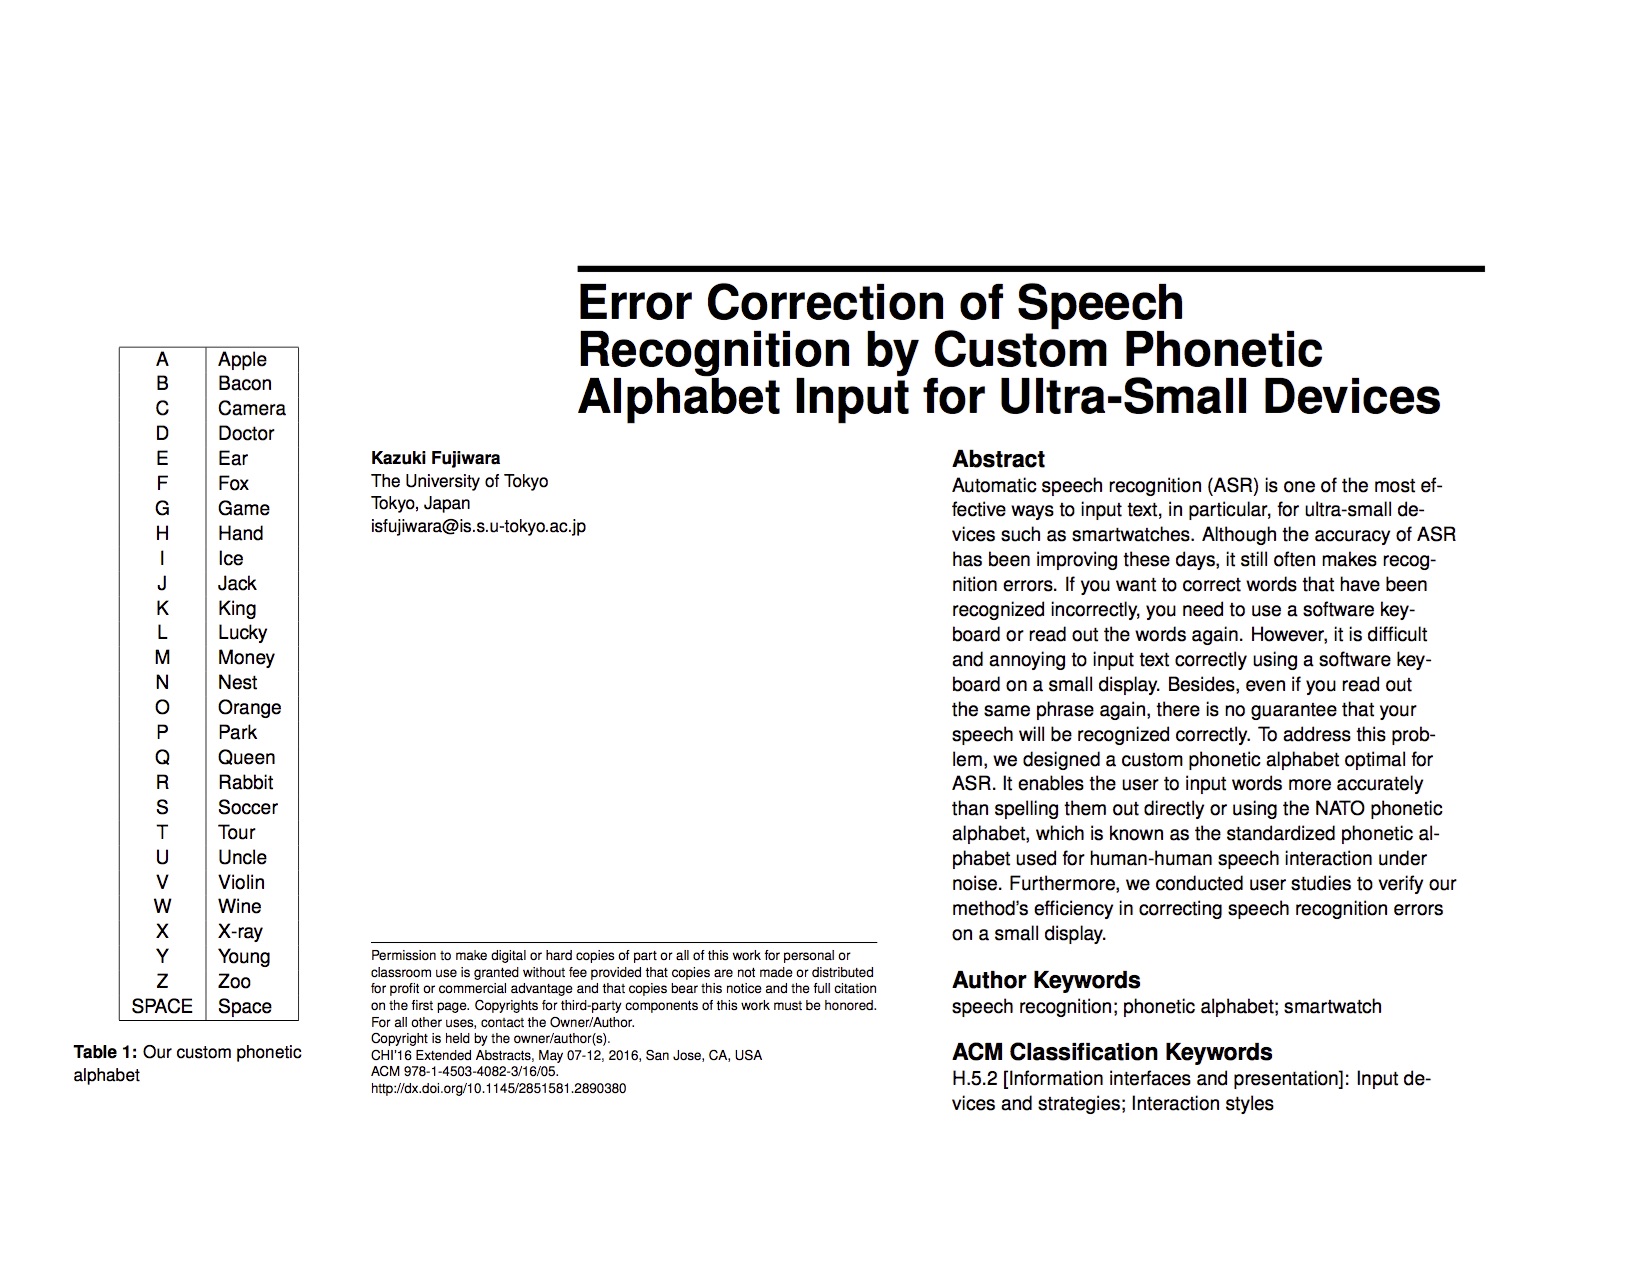 Error Correction of Speech
Recognition by Custom Phonetic
Alphabet Input for Ultra-Small Devices
A Apple
B Bacon
C Camera
D Doctor
E Ear
F Fox
G Game
H Hand
I Ice
J Jack
K King
L Lucky
M Money
N Nest
O Orange
P Park
Q Queen
R Rabbit
S Soccer
T Tour
U Uncle
V Violin
W Wine
X X-ray
Y Young
Z Zoo
SPACE Space
Table 1: Our custom phonetic
alphabet
Kazuki Fujiwara
The University of Tokyo
Tokyo, Japan
isfujiwara@is.s.u-tokyo.ac.jp
Permission to make digital or hard copies of part or all of this work for personal or
classroom use is granted without fee provided that copies are not made or distributed
for profit or commercial advantage and that copies bear this notice and the full citation
on the first page. Copyrights for third-party components of this work must be honored.
For all other uses, contact the Owner/Author.
Copyright is held by the owner/author(s).
CHI'16 Extended Abstracts, May 07-12, 2016, San Jose, CA, USA
ACM 978-1-4503-4082-3/16/05.
http://dx.doi.org/10.1145/2851581.2890380
Abstract
Automatic speech recognition (ASR) is one of the most ef-
fective ways to input text, in particular, for ultra-small de-
vices such as smartwatches. Although the accuracy of ASR
has been improving these days, it still often makes recog-
nition errors. If you want to correct words that have been
recognized incorrectly, you need to use a software key-
board or read out the words again. However, it is difficult
and annoying to input text correctly using a software key-
board on a small display. Besides, even if you read out
the same phrase again, there is no guarantee that your
speech will be recognized correctly. To address this prob-
lem, we designed a custom phonetic alphabet optimal for
ASR. It enables the user to input words more accurately
than spelling them out directly or using the NATO phonetic
alphabet, which is known as the standardized phonetic al-
phabet used for human-human speech interaction under
noise. Furthermore, we conducted user studies to verify our
method's efficiency in correcting speech recognition errors
on a small display.
Author Keywords
speech recognition; phonetic alphabet; smartwatch
ACM Classification Keywords
H.5.2 [Information interfaces and presentation]: Input de-
vices and strategies; Interaction styles